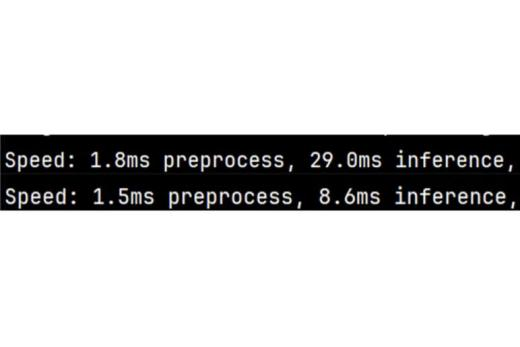 Speed: 1.8ms preprocess, 29.0ms inference,
Speed: 1.5ms preprocess, 8.6ms inference,